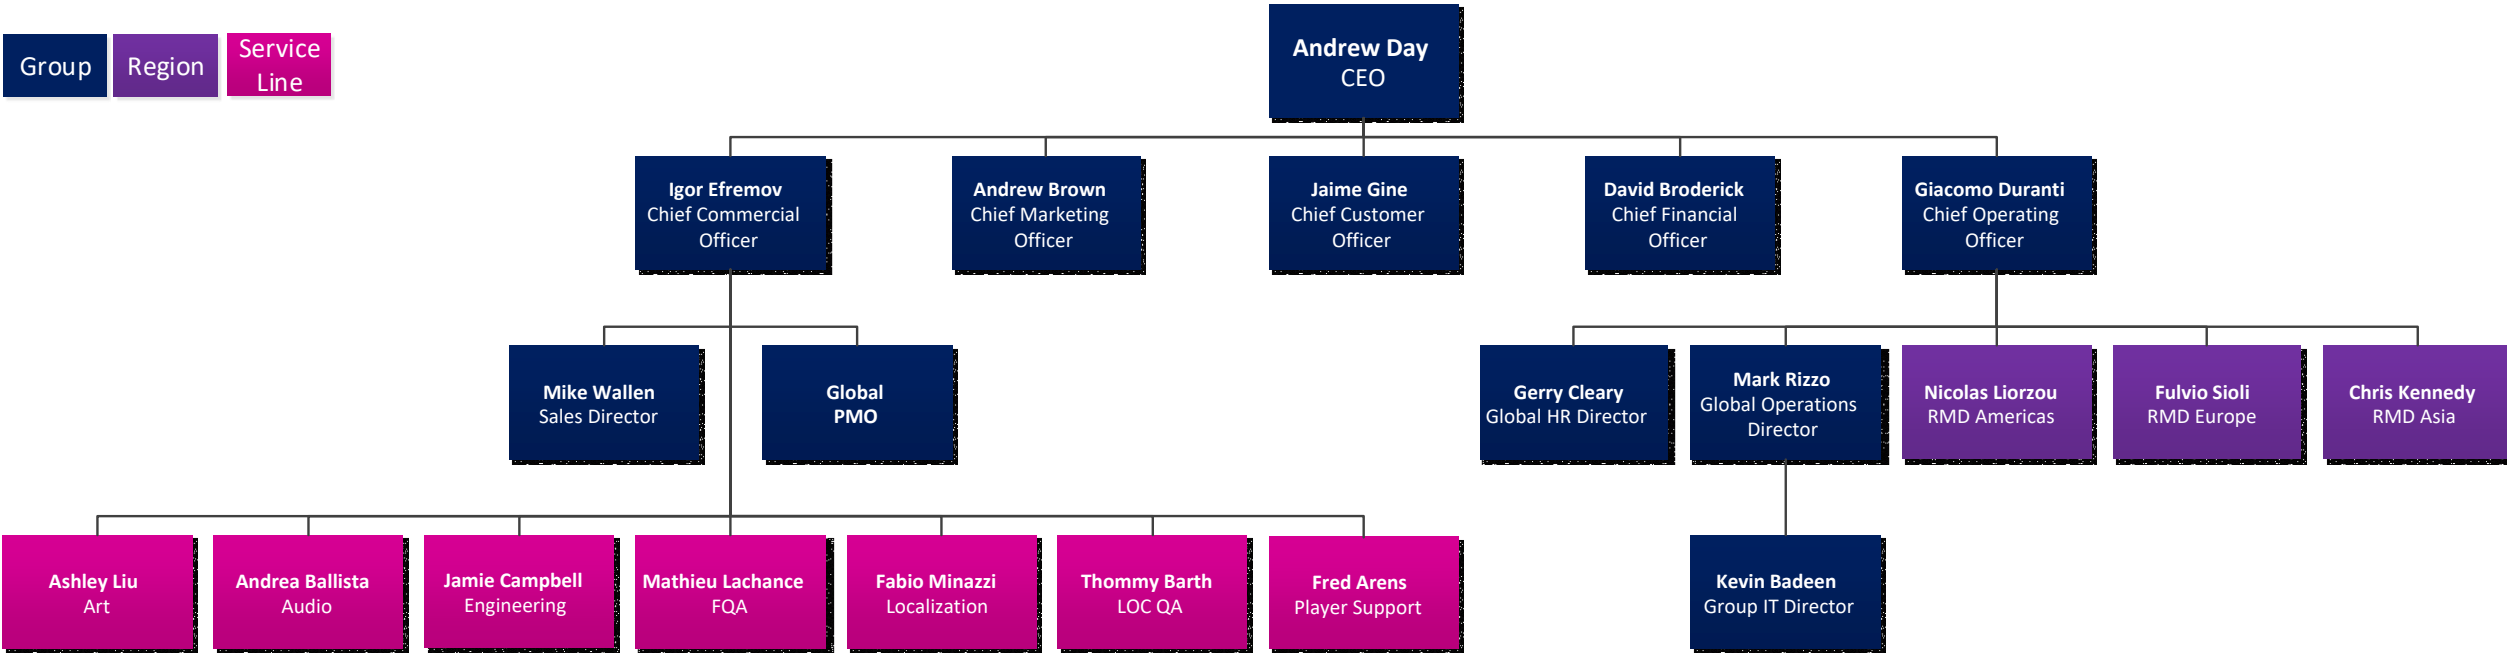 Group
Region
Service
Line
Andrew Day
CEO
Igor Efremov
Chief Commercial
Officer
Andrew Brown
Chief Marketing
Officer
Jaime Gine
Chief Customer
Officer
David Broderick
Chief Financial
Officer
Giacomo Duranti
Chief Operating
Officer
Mike Wallen
Sales Director
Global
PMO
Gerry Cleary
Global HR Director
Mark Rizzo
Global Operations
Director
Nicolas Liorzou
RMD Americas
Fulvio Sioli
RMD Europe
Chris Kennedy
RMD Asia
Ashley Liu
Art
Andrea Ballista
Audio
Jamie Campbell
Engineering
Mathieu Lachance
FQA
Fabio Minazzi
Localization
Thommy Barth
LOC QA
Fred Arens
Player Support
Kevin Badeen
Group IT Director